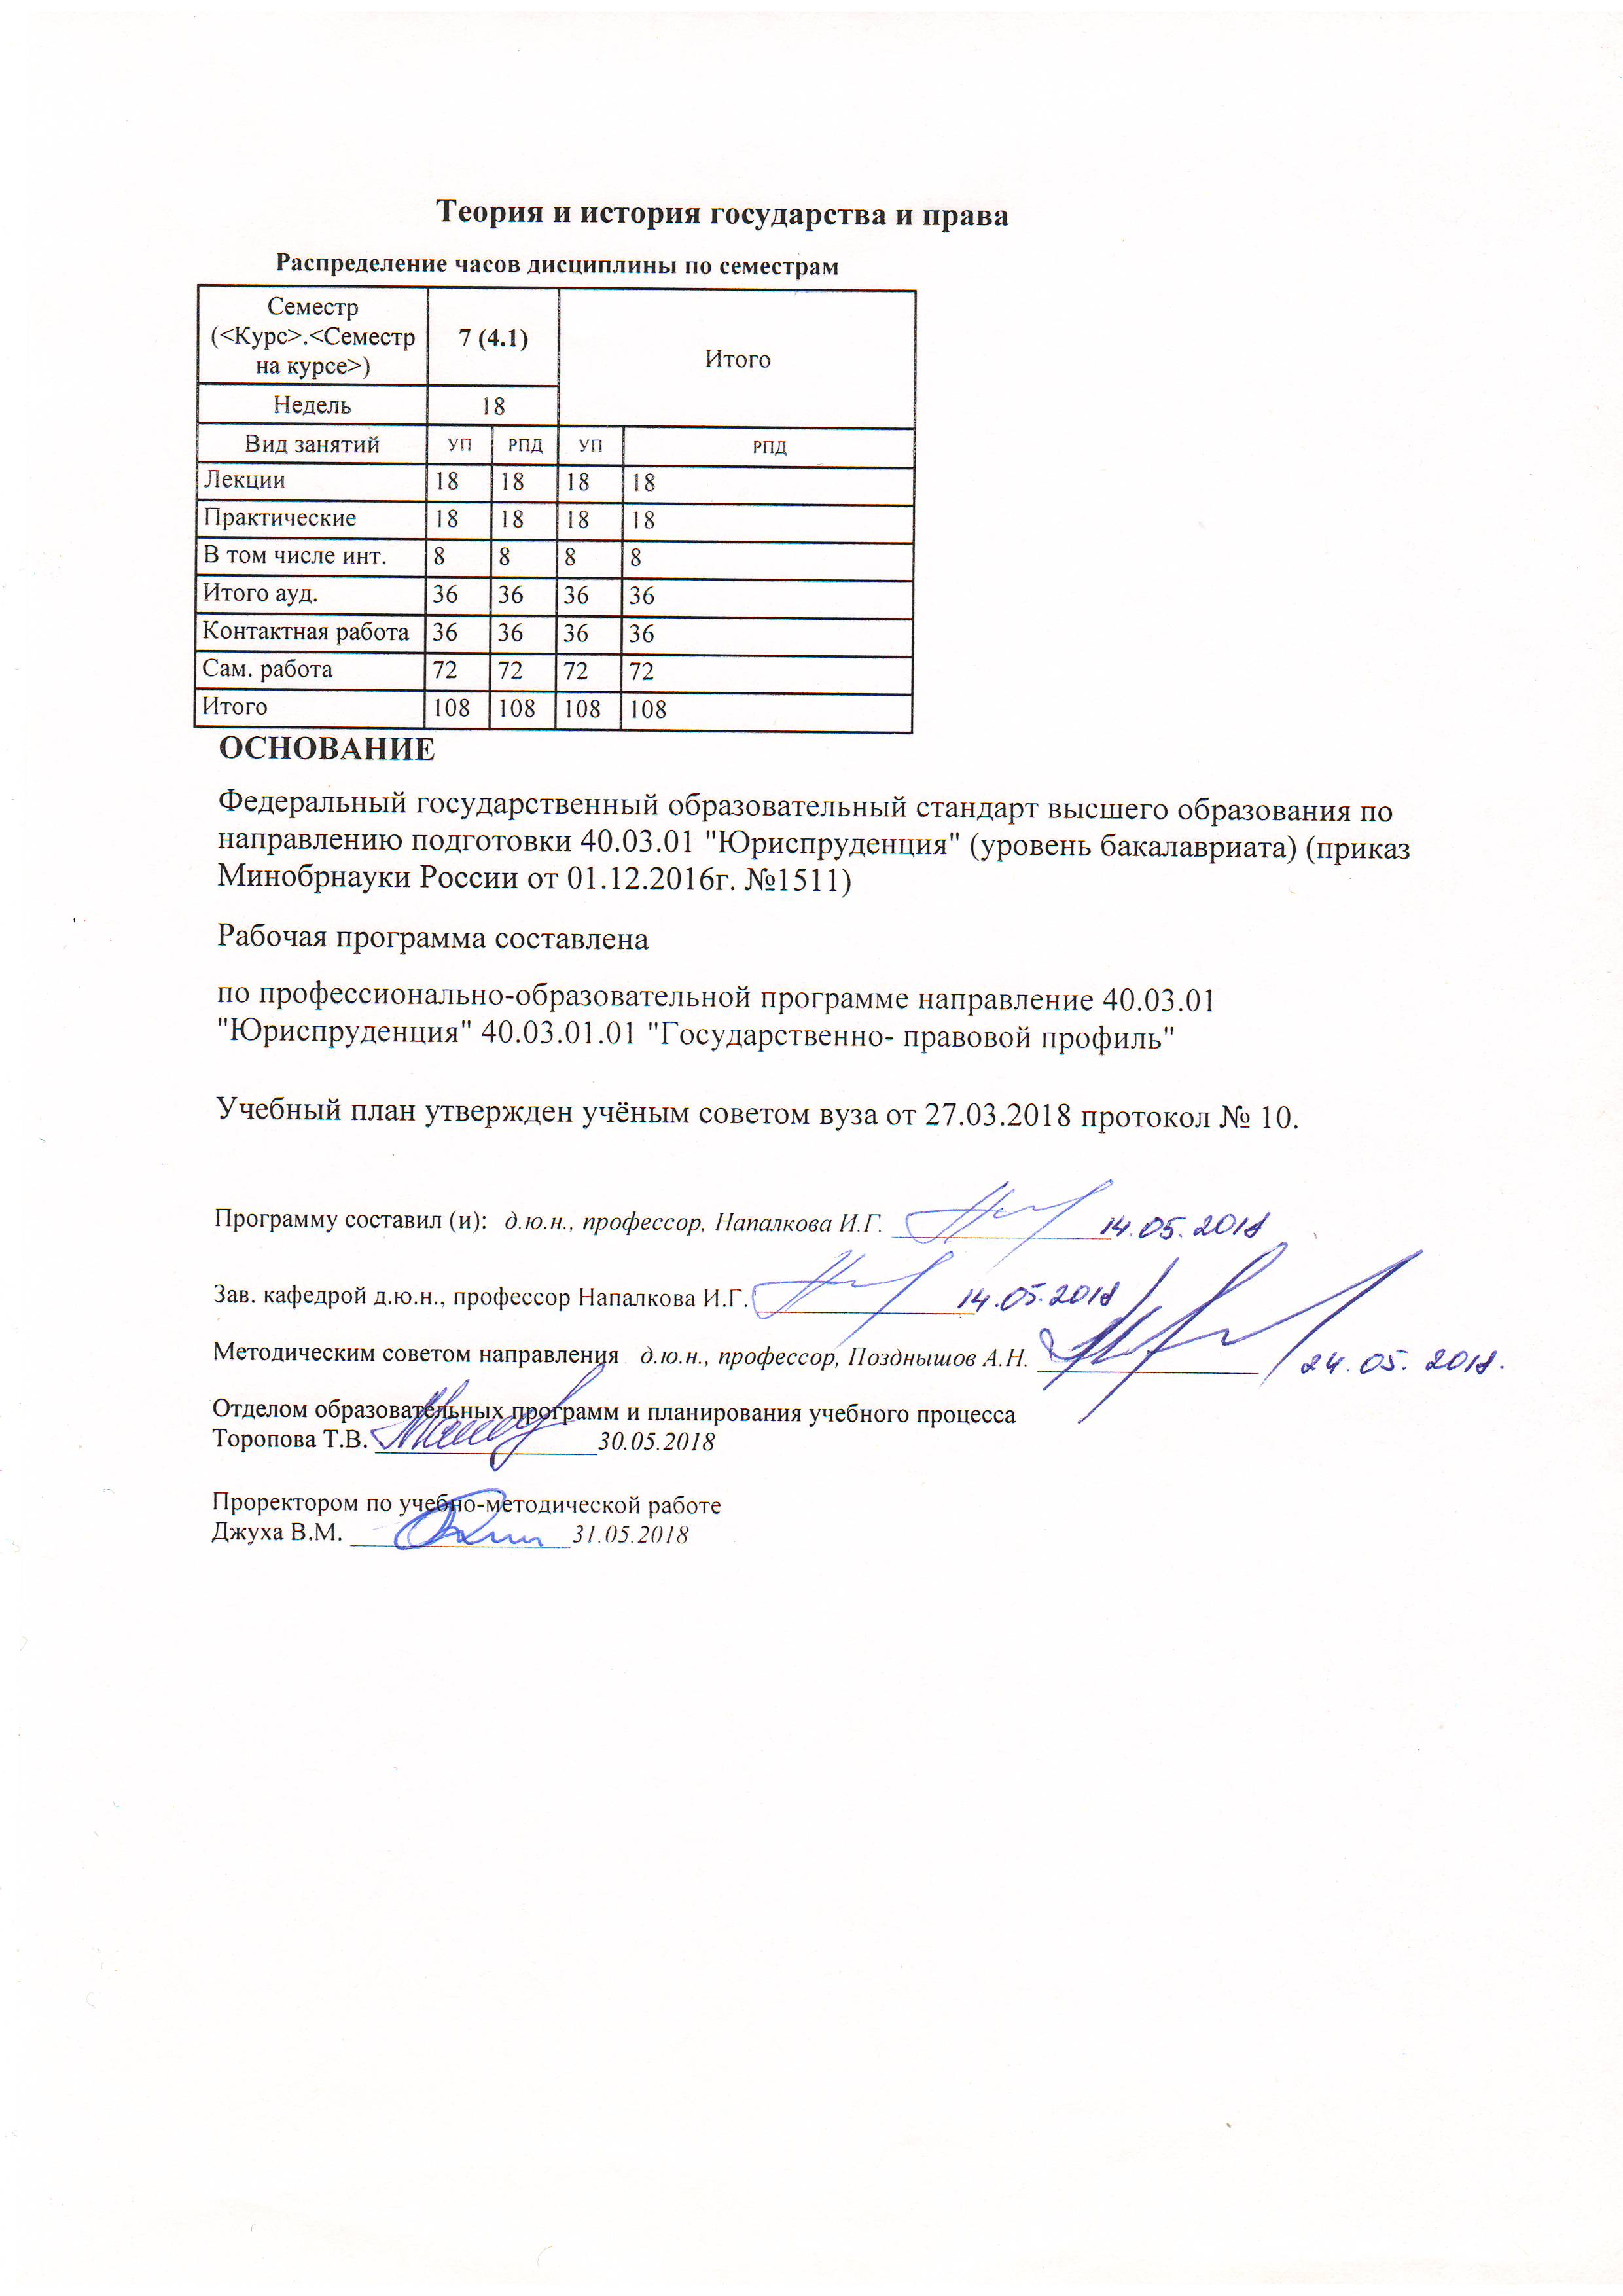 Теория и история государства и права
Распределение часов дисциплины по семестрам
Семестр
(<Курс>.<Семестр
на курсе>)
7 (4.1)
Итого
Недель
18
Вид занятий УП РПД УП РПД
Лекции 18 18 18 18
Практические 18 18 18 18
В том числе инт. 8 8 8 8
Итого ауд. 36 36 36 36
Контактная работа 36 36 36 36
Сам. работа 72 72 72 72
Итого 108 108 108 108
ОСНОВАНИЕ
Федеральный государственный образовательный стандарт высшего образования по
направлению подготовки 40.03.01 "Юриспруденция" (уровень бакалавриата) (приказ
Минобрнауки России от 01.12.2016г. №1511)
Рабочая программа составлена
по профессионально-образовательной программе направление 40.03.01
"Юриспруденция" 40.03.01.01 "Государственно- правовой профиль"
Учебный план утвержден учёным советом вуза от 27.03.2018 протокол № 10.
Программу составил (и): д.ю.н., профессор, Напалкова И.Г. 14.05.2018
Зав. кафедрой д.ю.н., профессор Напалкова И.Г. 14.05.2018
Методическим советом направления д.ю.н., профессор, Позднышов А.Н. 24.05.2018.
Отделом образовательных программ и планирования учебного процесса
Торопова Т.В. 30.05.2018
Проректором по учебно-методической работе
Джуха В.М. 31.05.2018